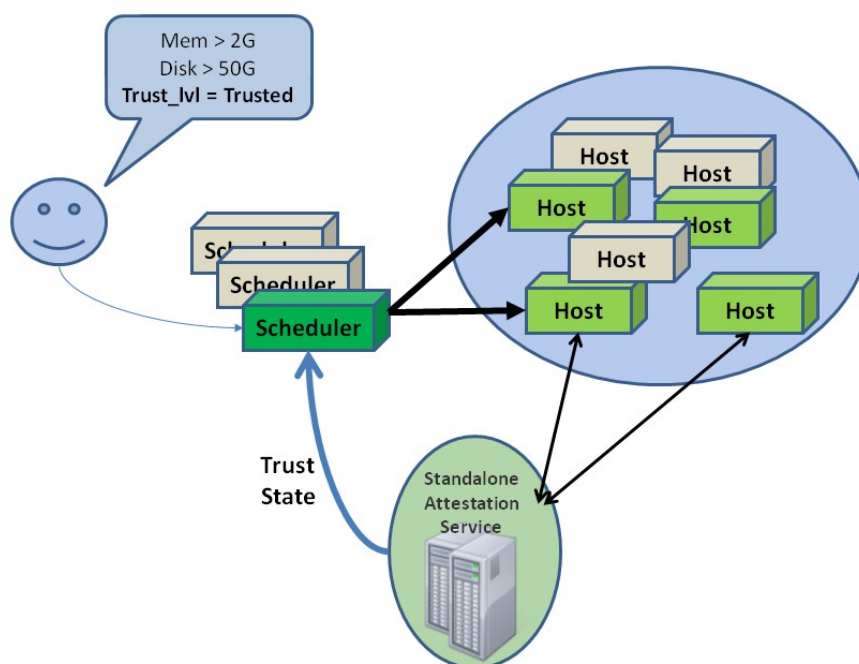 Mem > 2G
Disk > 50G
Trust_lvl = Trusted
Host
Host
Host
Host
Host
Host
Host
Scheduler
Scheduler
Scheduler
Trust
State
Standalone
Attestation
Service